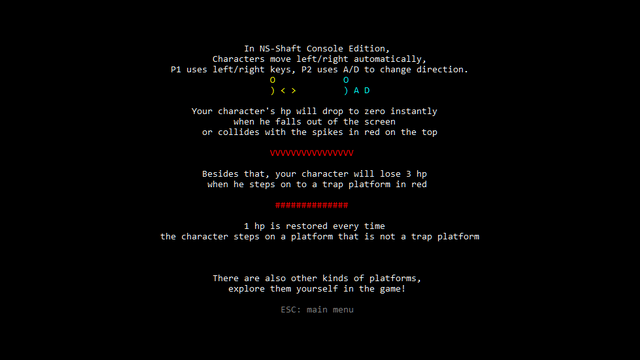 In NS-Shaft Console Edition,
Characters move left/right automatically,
P1 uses left/right keys, P2 uses A/D to change direction.
O O
) < > ) A D
Your character's hp will drop to zero instantly
when he falls out of the screen
or collides with the spikes in red on the top
VVVVVVVVVVVVVVVV
Besides that, your character will lose 3 hp
when he steps on to a trap platform in red
##############
1 hp is restored every time
the character steps on a platform that is not a trap platform
There are also other kinds of platforms,
explore them yourself in the game!
ESC: main menu